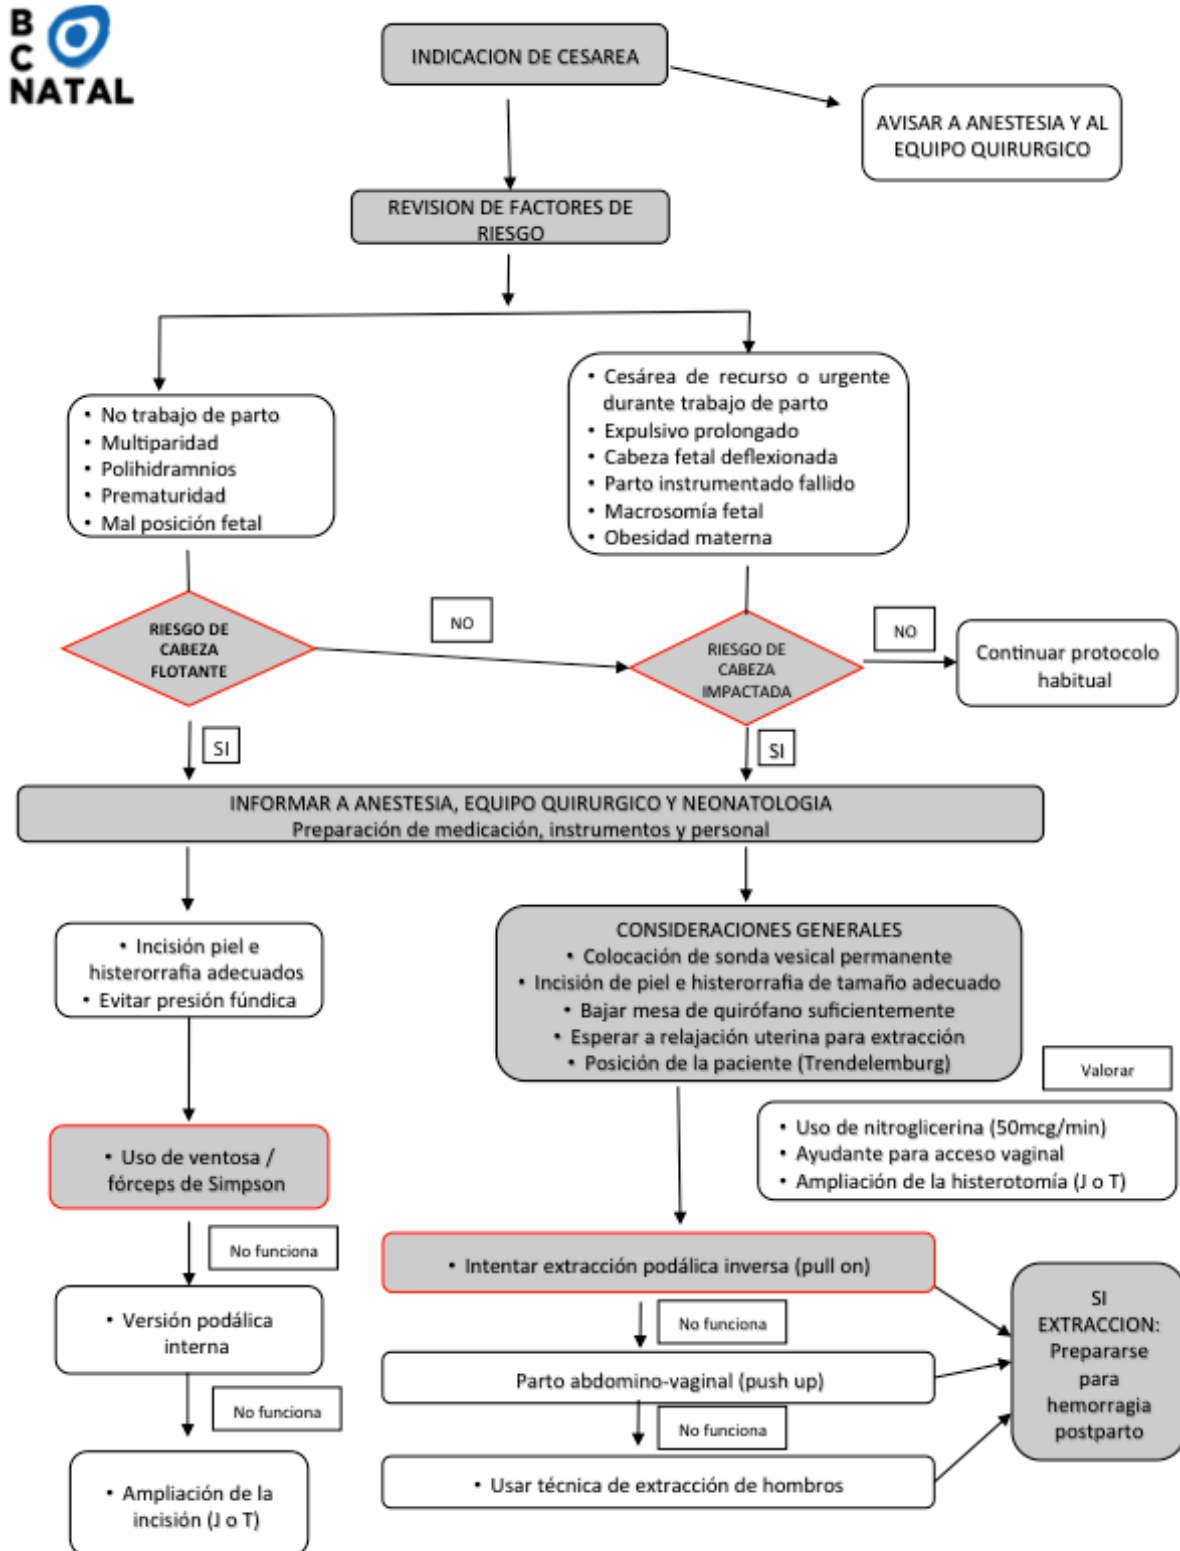 B
C
NATAL
INDICACION DE CESAREA
AVISAR A ANESTESIA Y AL
EQUIPO QUIRURGICO
REVISION DE FACTORES DE
RIESGO
• No trabajo de parto
• Multiparidad
• Polihidramnios
• Prematuridad
• Mal posición fetal
• Cesárea de recurso o urgente
durante trabajo de parto
• Expulsivo prolongado
• Cabeza fetal deflexionada
• Parto instrumentado fallido
• Macrosomía fetal
• Obesidad materna
RIESGO DE
CABEZA
FLOTANTE
NO
RIESGO DE
CABEZA
IMPACTADA
NO
Continuar protocolo
habitual
SI
SI
INFORMAR A ANESTESIA, EQUIPO QUIRURGICO Y NEONATOLOGIA
Preparación de medicación, instrumentos y personal
• Incisión piel e
histerorrafia adecuados
• Evitar presión fúndica
CONSIDERACIONES GENERALES
• Colocación de sonda vesical permanente
• Incisión de piel e histerorrafia de tamaño adecuado
• Bajar mesa de quirófano suficientemente
• Esperar a relajación uterina para extracción
• Posición de la paciente (Trendelemburg)
Valorar
• Uso de nitroglicerina (50mcg/min)
• Ayudante para acceso vaginal
• Ampliación de la histerotomía (J o T)
• Uso de ventosa /
fórceps de Simpson
No funciona
• Versión podálica
interna
No funciona
• Ampliación de la
incisión (J o T)
• Intentar extracción podálica inversa (pull on)
No funciona
Parto abdomino-vaginal (push up)
No funciona
• Usar técnica de extracción de hombros
SI
EXTRACCION:
Prepararse
para
hemorragia
postparto